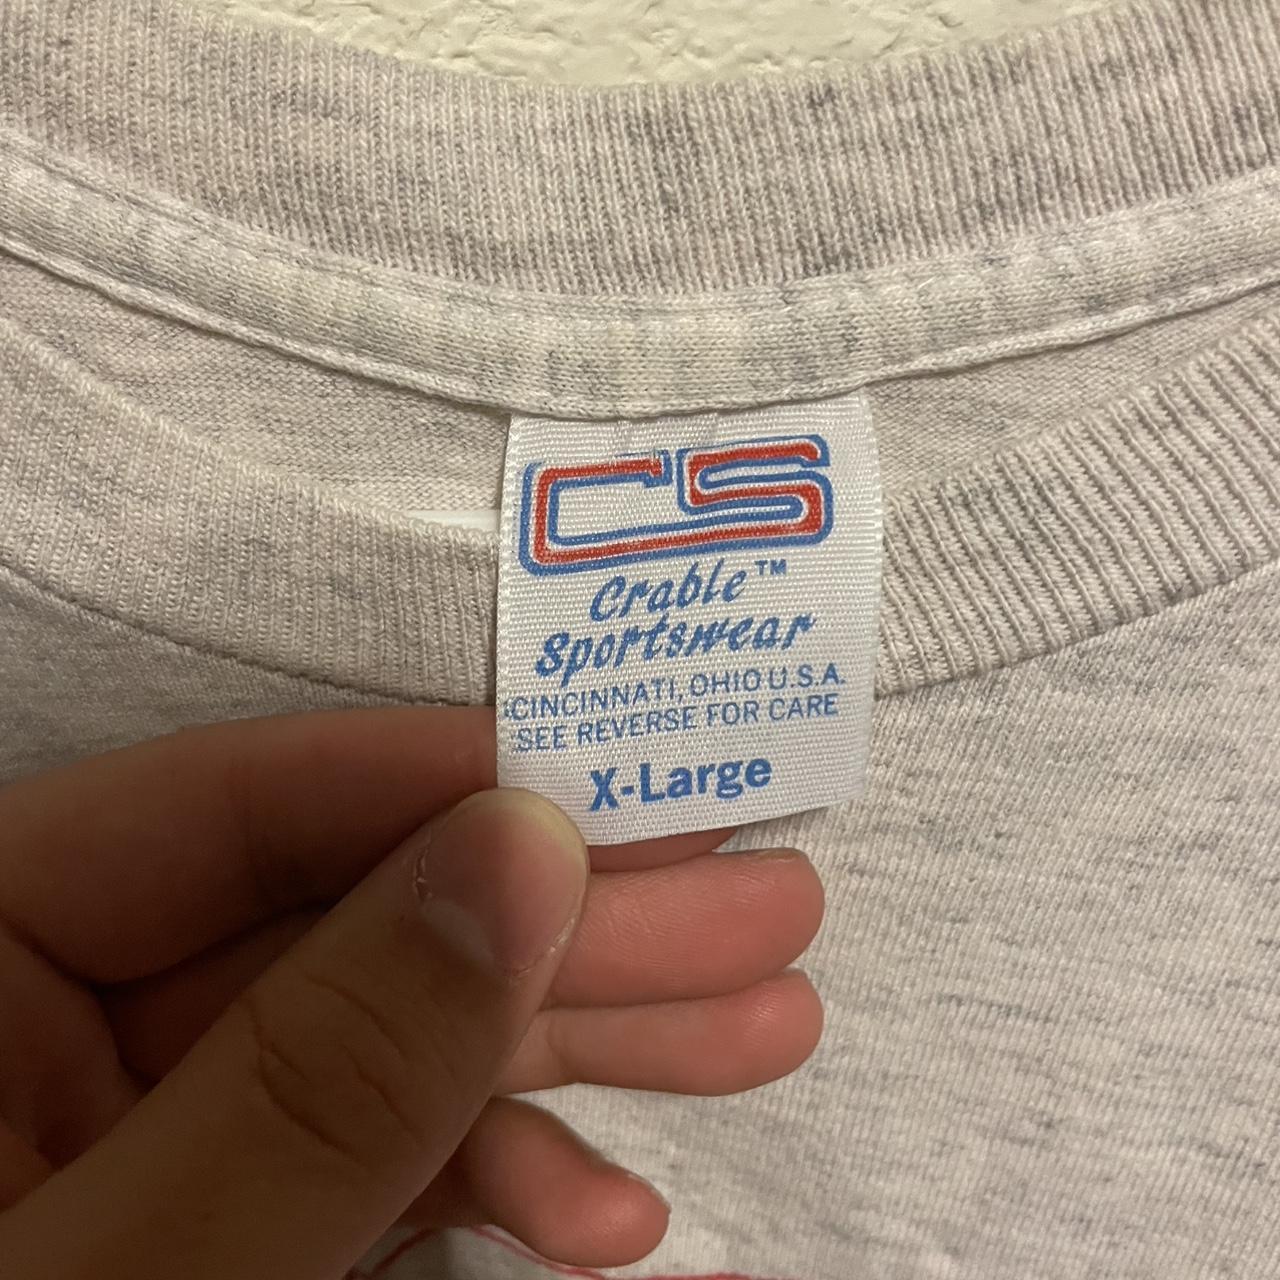 CS
Crable™
Sportswear
CINCINNATI, OHIO U.S.A.
SEE REVERSE FOR CARE
X-Large